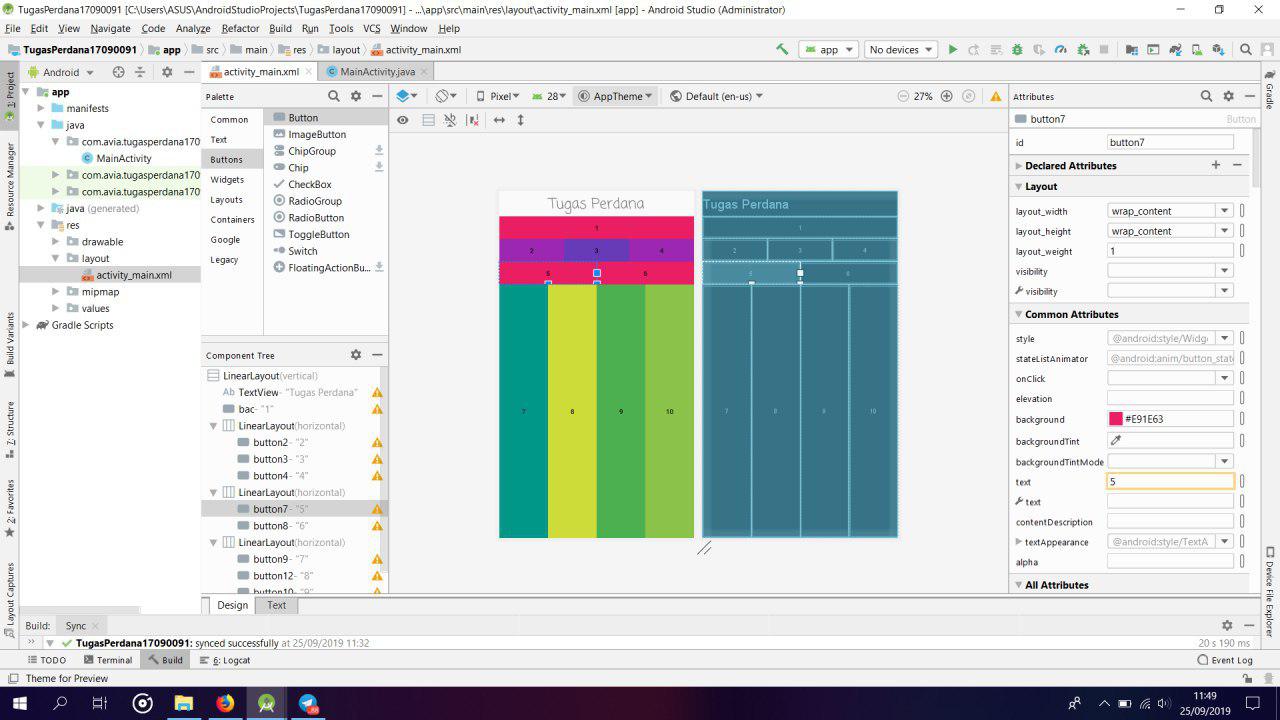 TugasPerdana17090091 [C:\Users\ASUS\AndroidStudioProjects\TugasPerdana17090091] - ...\app\src\main\res\layout\activity_main.xml [app] - Android Studio (Administrator)
File Edit View Navigate Code Analyze Refactor Build Run Tools VCS Window Help
TugasPerdana17090091 app src main res layout activity_main.xml app No devices
1: Project
Resource Manager
Build Variants
7: Structure
2: Favorites
Layout Captures
Android
app
manifests
java
com.avia.tugasperdana170
MainActivity
com.avia.tugasperdana170
com.avia.tugasperdana170
java (generated)
res
drawable
layout
activity_main.xml
mipmap
values
Gradle Scripts
activity_main.xml MainActivity.java
Palette
Common
Text
Buttons
Widgets
Layouts
Containers
Google
Legacy
Button
ImageButton
ChipGroup
Chip
CheckBox
RadioGroup
RadioButton
ToggleButton
Switch
FloatingActionBu...
Component Tree
LinearLayout(vertical)
Ab TextView- "Tugas Perdana"
bac- "1"
LinearLayout(horizontal)
button2- "2"
button3- "3"
button4- "4"
LinearLayout(horizontal)
button7- "5"
button8- "6"
LinearLayout(horizontal)
button9- "7"
button12- "8"
button10- "9"
Pixel 28 AppTheme Default (en-us) 27%
Tugas Perdana
1
2 3 4
5 6
7 8 9 10
Tugas Perdana
1
2 3 4
5 6
7 8 9 10
Design Text
Attributes
button7 Button
id button7
Declared Attributes
Layout
layout_width wrap_content
layout_height wrap_content
layout_weight 1
visibility
visibility
Common Attributes
style @android:style/Widg
stateListAnimator @android:anim/button_stat
onClick
elevation
background #E91E63
backgroundTint
backgroundTintMode
text 5
text
contentDescription
textAppearance @android:style/TextA
alpha
All Attributes
Gradle
Device File Explorer
Build: Sync
TugasPerdana17090091: synced successfully at 25/09/2019 11:32 20 s 190 ms
TODO Terminal Build 6: Logcat Event Log
Theme for Preview
11:49
25/09/2019